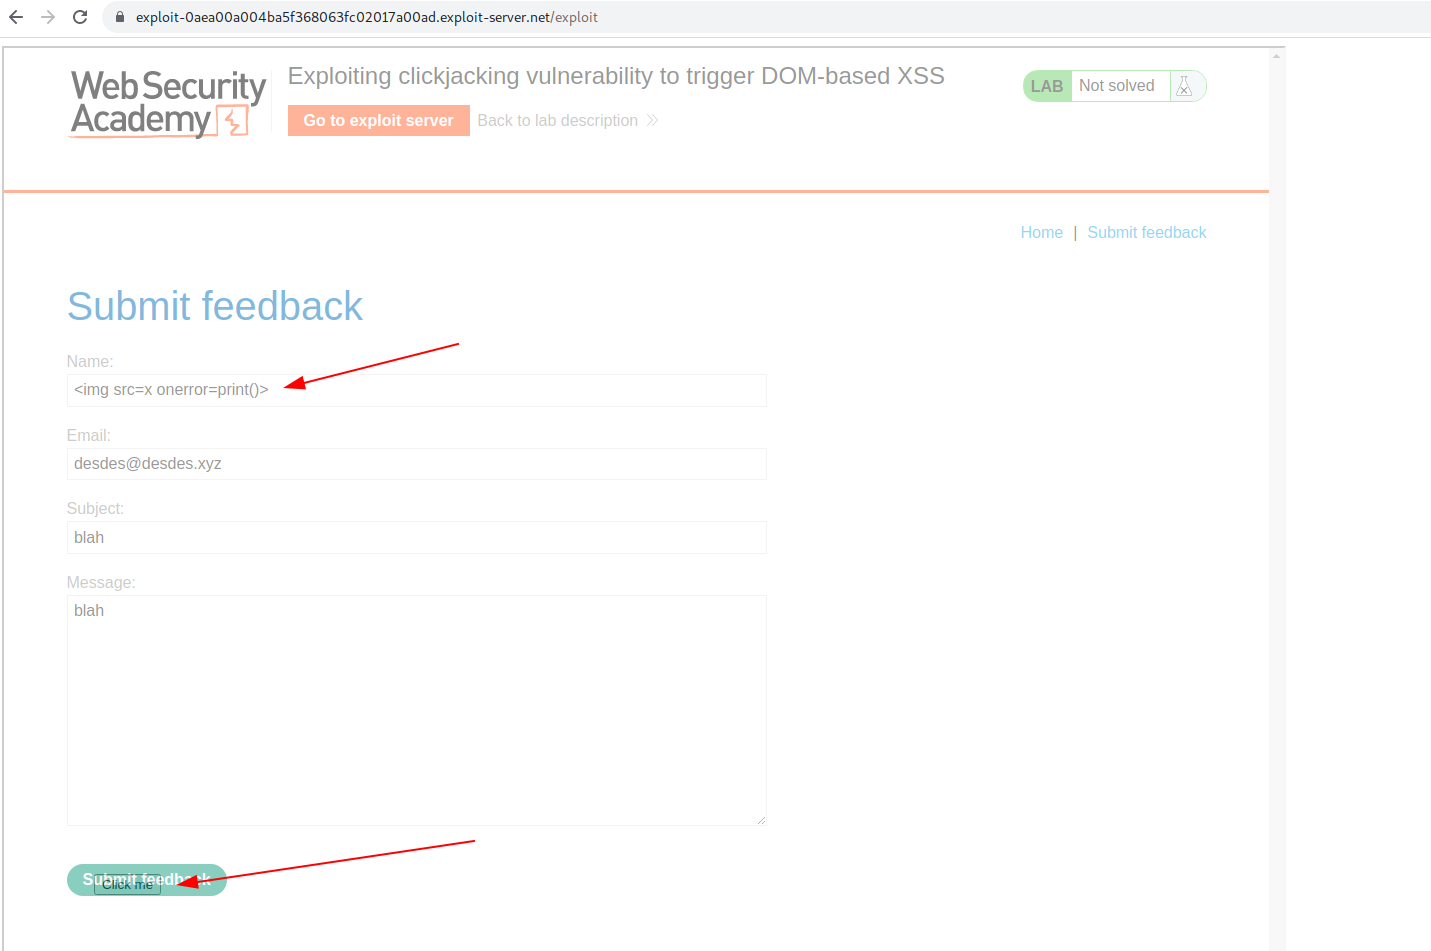 exploit-0aea00a004ba5f368063fc02017a00ad.exploit-server.net/exploit
Web Security Academy
Exploiting clickjacking vulnerability to trigger DOM-based XSS
LAB Not solved
Go to exploit server Back to lab description
Home | Submit feedback
Submit feedback
Name:
<img src=x onerror=print()>
Email:
desdes@desdes.xyz
Subject:
blah
Message:
blah
Submit feedback
Click me